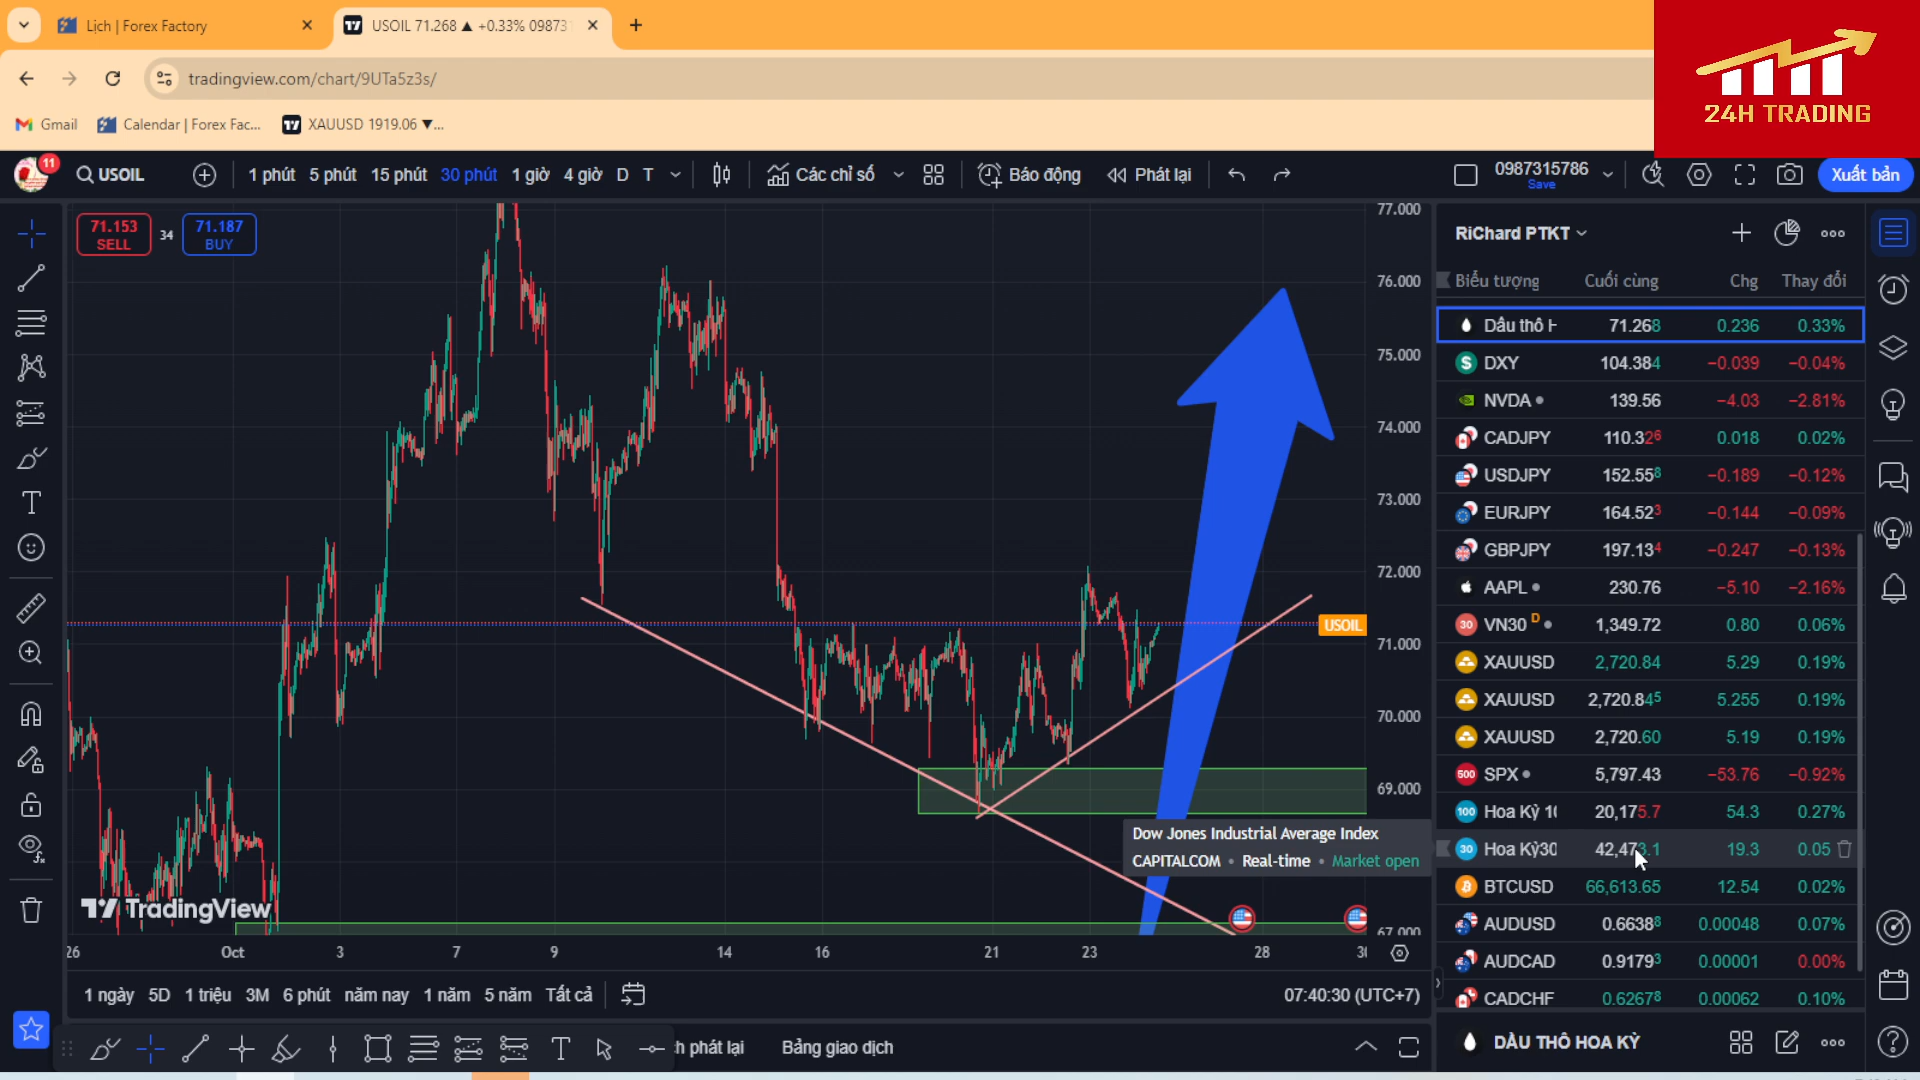 Lịch | Forex Factory
USOIL 71.268 ▲ +0.33% 09873
tradingview.com/chart/9UTa5z3s/
Gmail
Calendar | Forex Fac...
XAUUSD 1919.06 ▼...
24H TRADING
11
USOIL
1 phút 5 phút 15 phút 30 phút 1 giờ 4 giờ D T
Các chỉ số
Báo động
Phát lại
0987315786
Save
Xuất bản
71.153
SELL
34
71.187
BUY
77.000
76.000
75.000
74.000
73.000
72.000
USOIL
71.000
70.000
69.000
67.000
Dow Jones Industrial Average Index
CAPITALCOM • Real-time • Market open
TradingView
26 Oct 3 7 9 14 16 21 23 28
1 ngày 5D 1 triệu 3M 6 phút năm nay 1 năm 5 năm Tất cả
07:40:30 (UTC+7)
phát lại
Bảng giao dịch
RiChard PTKT
Biểu tượng Cuối cùng Chg Thay đổi
Dầu thô H 71.268 0.236 0.33%
DXY 104.384 −0.039 −0.04%
NVDA 139.56 −4.03 −2.81%
CADJPY 110.326 0.018 0.02%
USDJPY 152.558 −0.189 −0.12%
EURJPY 164.523 −0.144 −0.09%
GBPJPY 197.134 −0.247 −0.13%
AAPL 230.76 −5.10 −2.16%
30 VN30 D 1,349.72 0.80 0.06%
XAUUSD 2,720.84 5.29 0.19%
XAUUSD 2,720.845 5.255 0.19%
XAUUSD 2,720.60 5.19 0.19%
500 SPX 5,797.43 −53.76 −0.92%
100 Hoa Kỳ 10 20,175.7 54.3 0.27%
30 Hoa Kỳ30 42,473.1 19.3 0.05
BTCUSD 66,613.65 12.54 0.02%
AUDUSD 0.66388 0.00048 0.07%
AUDCAD 0.91793 0.00001 0.00%
CADCHF 0.62678 0.00062 0.10%
DẦU THÔ HOA KỲ